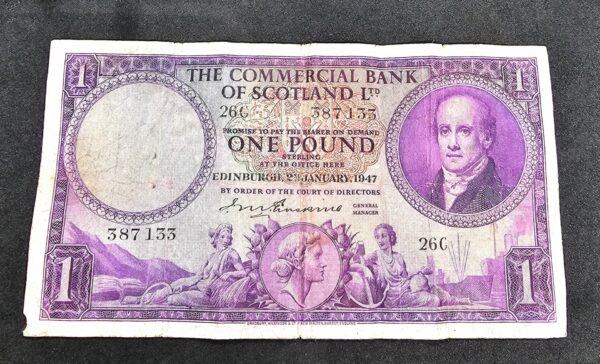 1 1
THE COMMERCIAL BANK
OF SCOTLAND LTD
26C 387133
PROMISE TO PAY THE BEARER ON DEMAND
ONE POUND
STERLING
AT THE OFFICE HERE
EDINBURGH, 2ND JANUARY, 1947
BY ORDER OF THE COURT OF DIRECTORS
GENERAL
MANAGER
387133 26C
1 1